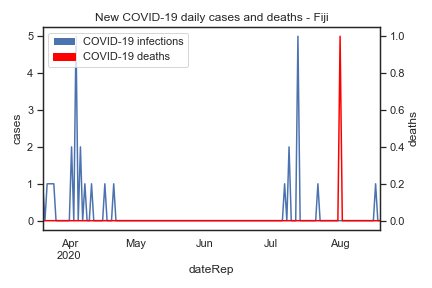 New COVID-19 daily cases and deaths - Fiji
COVID-19 infections
COVID-19 deaths
5
4
3
2
1
0
cases
1.0
0.8
0.6
0.4
0.2
0.0
deaths
Apr
2020
May
Jun
Jul
Aug
dateRep